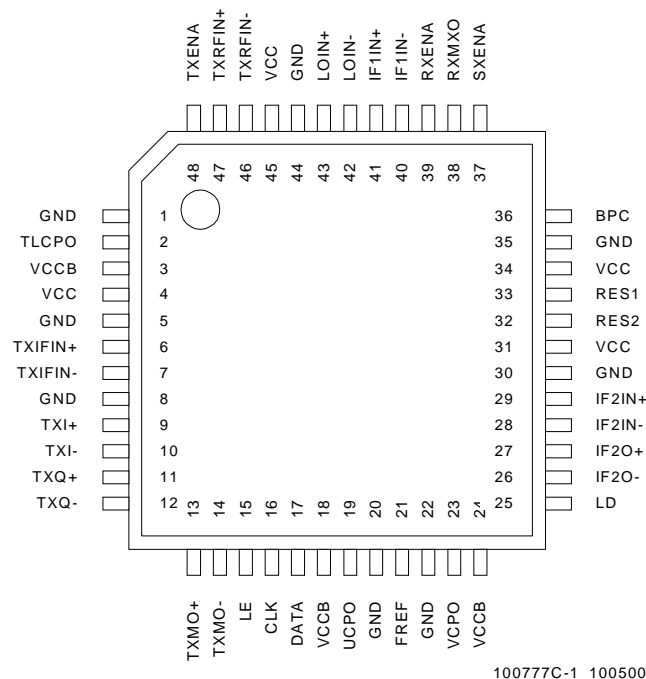 TXENA
TXRFIN+
TXRFIN-
VCC
GND
LOIN+
LOIN-
IF1IN+
IF1IN-
RXENA
RXMXO
SXENA
48
47
46
45
44
43
42
41
40
39
38
37
GND 1
TLCPO 2
VCCB 3
VCC 4
GND 5
TXIFIN+ 6
TXIFIN- 7
GND 8
TXI+ 9
TXI- 10
TXQ+ 11
TXQ- 12
36 BPC
35 GND
34 VCC
33 RES1
32 RES2
31 VCC
30 GND
29 IF2IN+
28 IF2IN-
27 IF2O+
26 IF2O-
25 LD
13
14
15
16
17
18
19
20
21
22
23
24
TXMO+
TXMO-
LE
CLK
DATA
VCCB
UCPO
GND
FREF
GND
VCPO
VCCB
100777C-1 100500